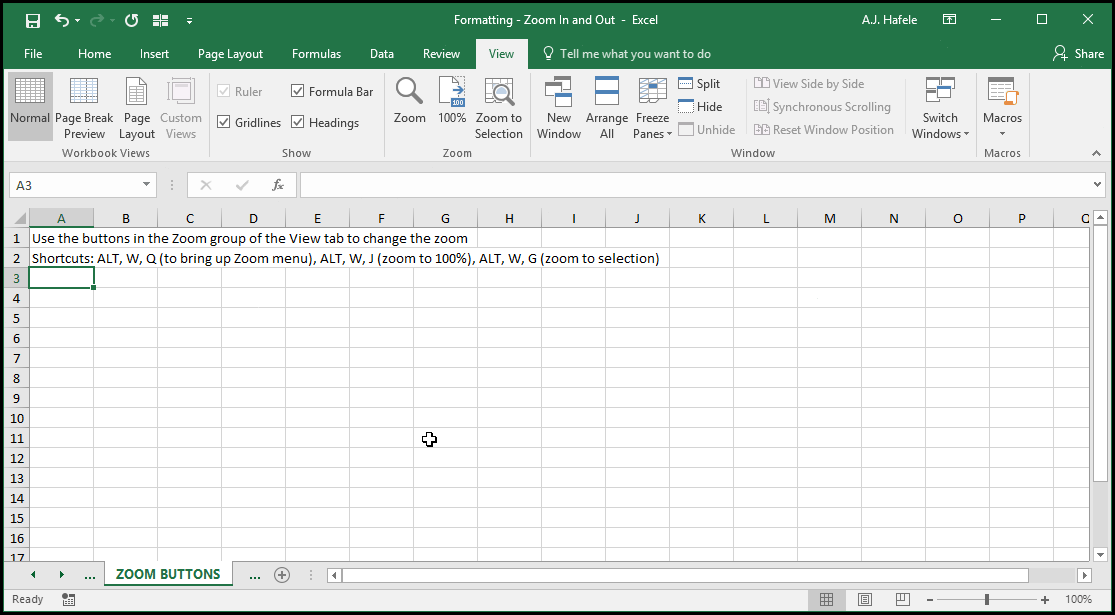 Formatting - Zoom In and Out - Excel
A.J. Hafele
File Home Insert Page Layout Formulas Data Review View Tell me what you want to do Share
Normal
Page Break Preview
Page Layout
Custom Views
Workbook Views
Ruler
Formula Bar
Gridlines
Headings
Show
Zoom
100
100%
Zoom to Selection
Zoom
New Window
Arrange All
Freeze Panes
Split
Hide
Unhide
View Side by Side
Synchronous Scrolling
Reset Window Position
Switch Windows
Window
Macros
Macros
A3
fx
A B C D E F G H I J K L M N O P Q
1 Use the buttons in the Zoom group of the View tab to change the zoom
2 Shortcuts: ALT, W, Q (to bring up Zoom menu), ALT, W, J (zoom to 100%), ALT, W, G (zoom to selection)
3
4
5
6
7
8
9
10
11
12
13
14
15
16
17
... ZOOM BUTTONS ...
Ready
100%